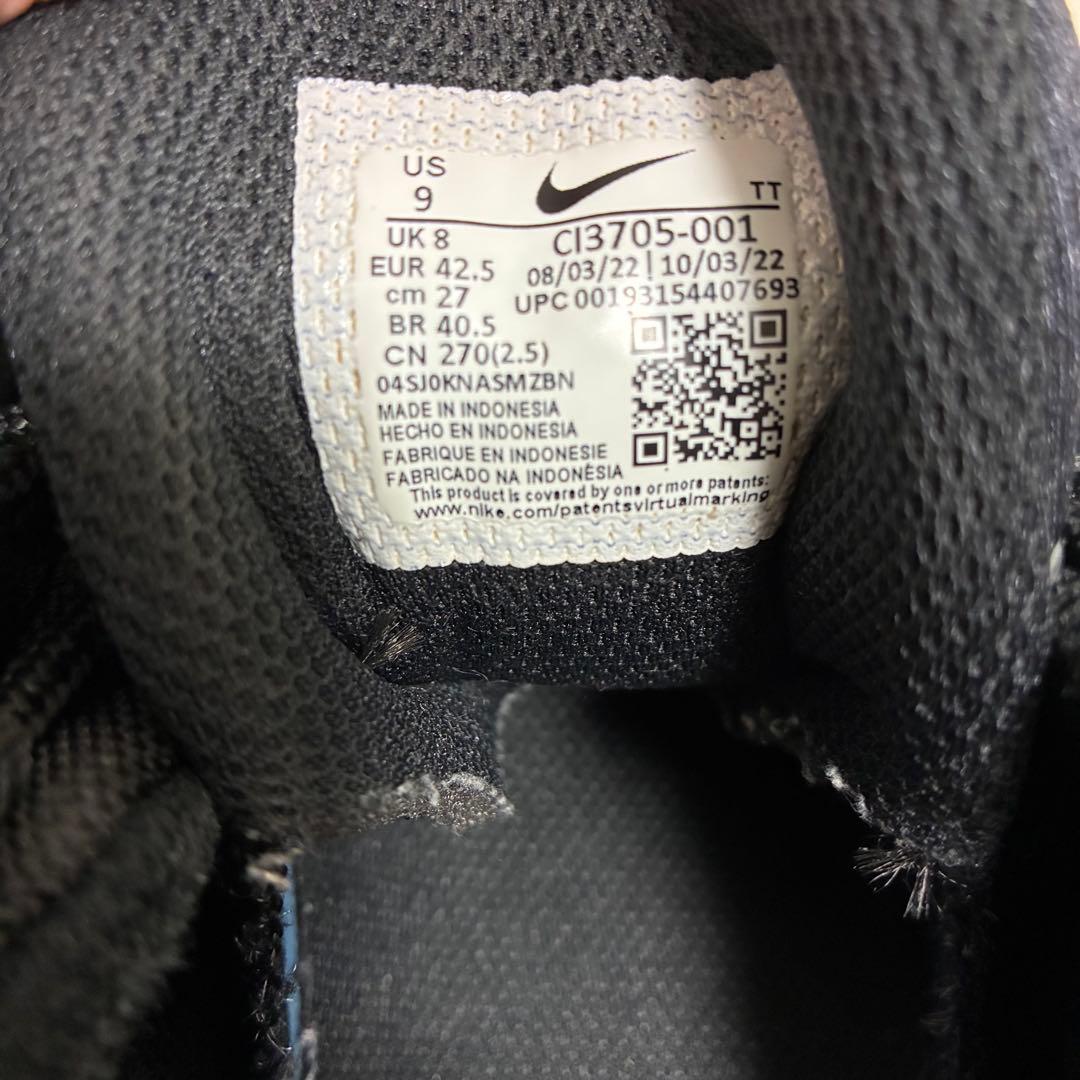 US
9
TT
UK 8
CI3705-001
EUR 42.5
08/03/22 | 10/03/22
cm 27
UPC 00193154407693
BR 40.5
CN 270(2.5)
04SJ0KNASMZBN
MADE IN INDONESIA
HECHO EN INDONESIA
FABRIQUE EN INDONESIE
FABRICADO NA INDONÉSIA
This product is covered by one or more patents:
www.nike.com/patentsvirtualmarking